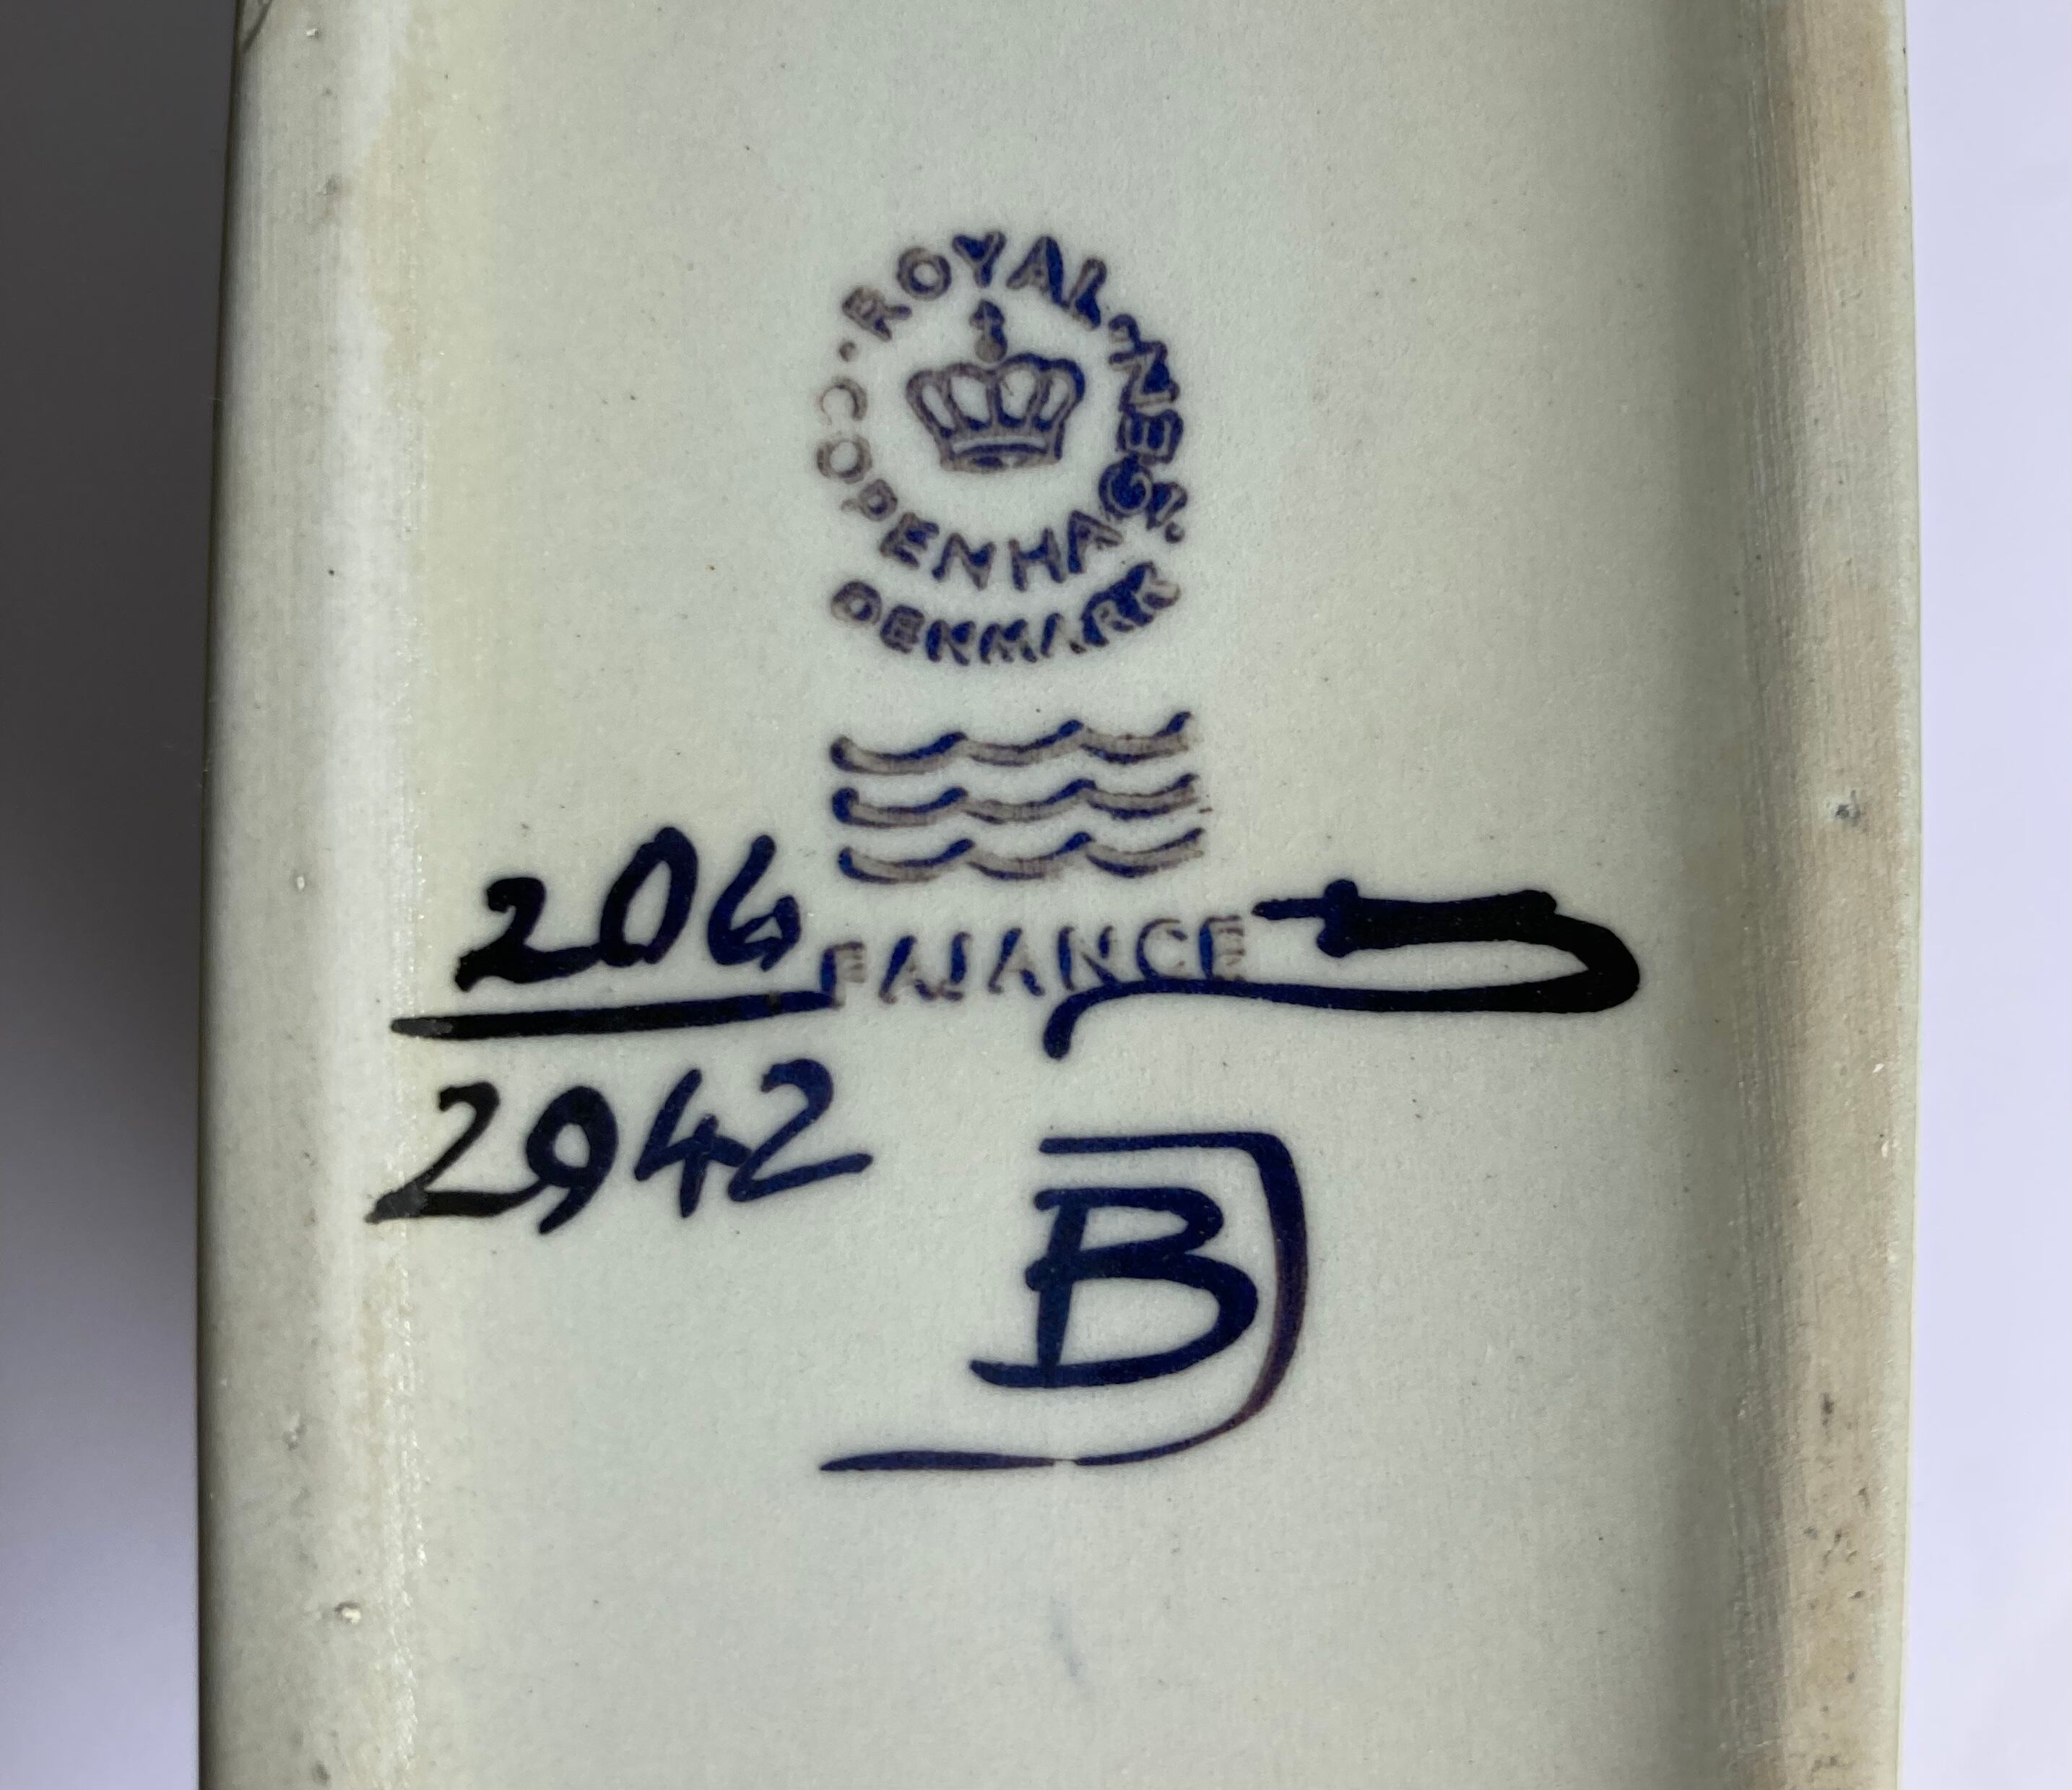 ROYAL
COPENHAGEN
DENMARK
FAJANCE
206
2942
B